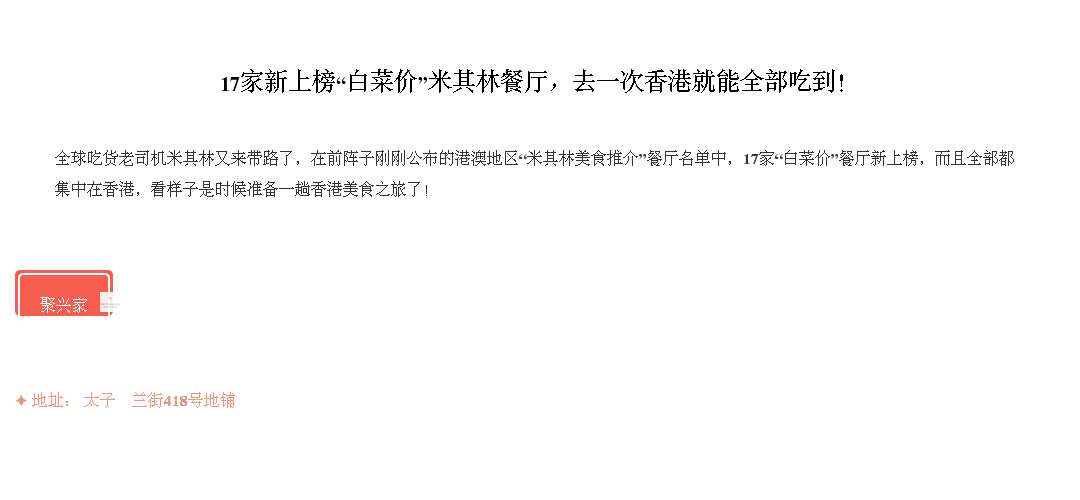 17家新上榜“白菜价”米其林餐厅，去一次香港就能全部吃到!
全球吃货老司机米其林又来带路了，在前阵子刚刚公布的港澳地区“米其林美食推介”餐厅名单中，17家“白菜价”餐厅新上榜，而且全部都
集中在香港，看样子是时候准备一趟香港美食之旅了!
聚兴家
✦ 地址： 太子 兰街418号地铺